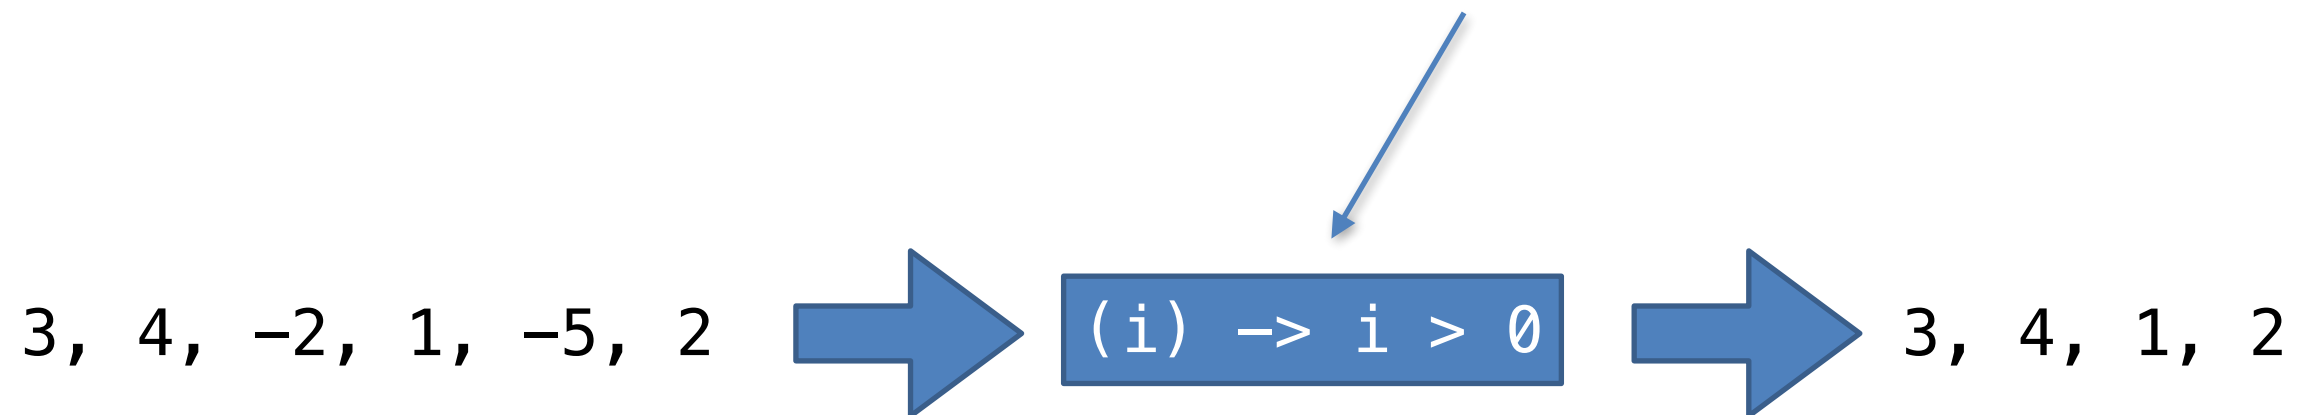 3, 4, −2, 1, −5, 2
(i) −> i > 0
3, 4, 1, 2